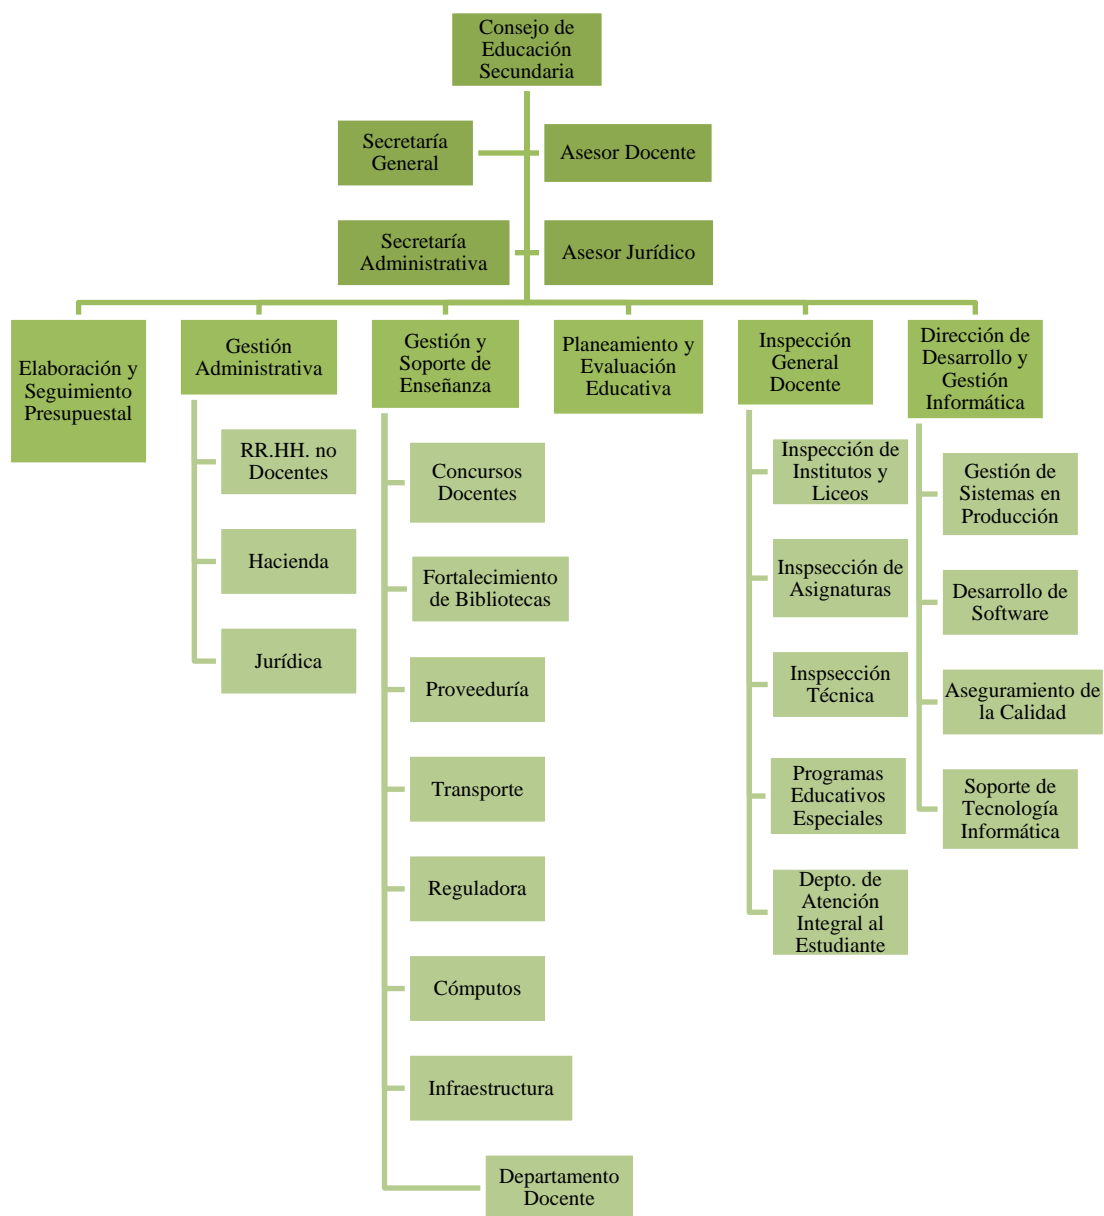 Consejo de
Educación
Secundaria
Secretaría
General
Asesor Docente
Secretaría
Administrativa
Asesor Jurídico
Elaboración y
Seguimiento
Presupuestal
Gestión
Administrativa
RR.HH. no
Docentes
Hacienda
Jurídica
Gestión y
Soporte de
Enseñanza
Concursos
Docentes
Fortalecimiento
de Bibliotecas
Proveeduría
Transporte
Reguladora
Cómputos
Infraestructura
Departamento
Docente
Planeamiento y
Evaluación
Educativa
Inspección
General
Docente
Inspección de
Institutos y
Liceos
Inspsección de
Asignaturas
Inspsección
Técnica
Programas
Educativos
Especiales
Depto. de
Atención
Integral al
Estudiante
Dirección de
Desarrollo y
Gestión
Informática
Gestión de
Sistemas en
Producción
Desarrollo de
Software
Aseguramiento de
la Calidad
Soporte de
Tecnología
Informática